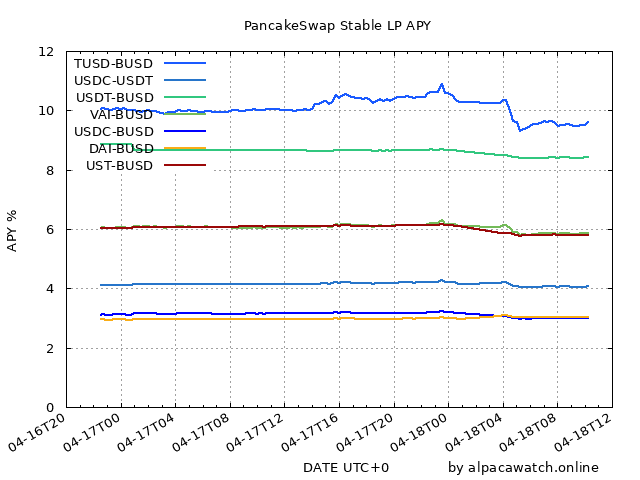 PancakeSwap Stable LP APY
12
10
8
6
4
2
0
APY %
TUSD-BUSD
USDC-USDT
USDT-BUSD
VAI-BUSD
USDC-BUSD
DAI-BUSD
UST-BUSD
04-16T20
04-17T00
04-17T04
04-17T08
04-17T12
04-17T16
04-17T20
04-18T00
04-18T04
04-18T08
04-18T12
DATE UTC+0
by alpacawatch.online